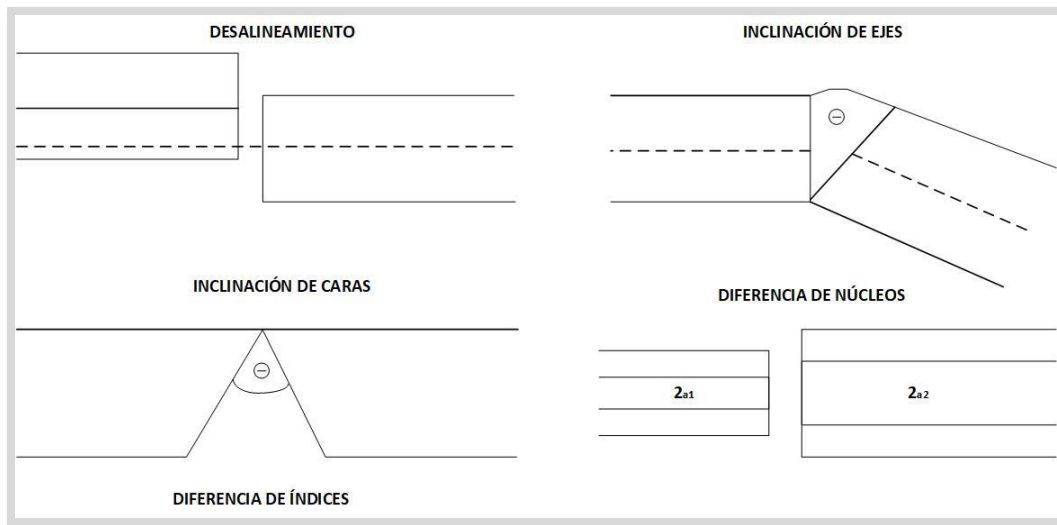 DESALINEAMIENTO
INCLINACIÓN DE EJES
Θ
INCLINACIÓN DE CARAS
DIFERENCIA DE NÚCLEOS
Θ
2a1
2a2
DIFERENCIA DE ÍNDICES